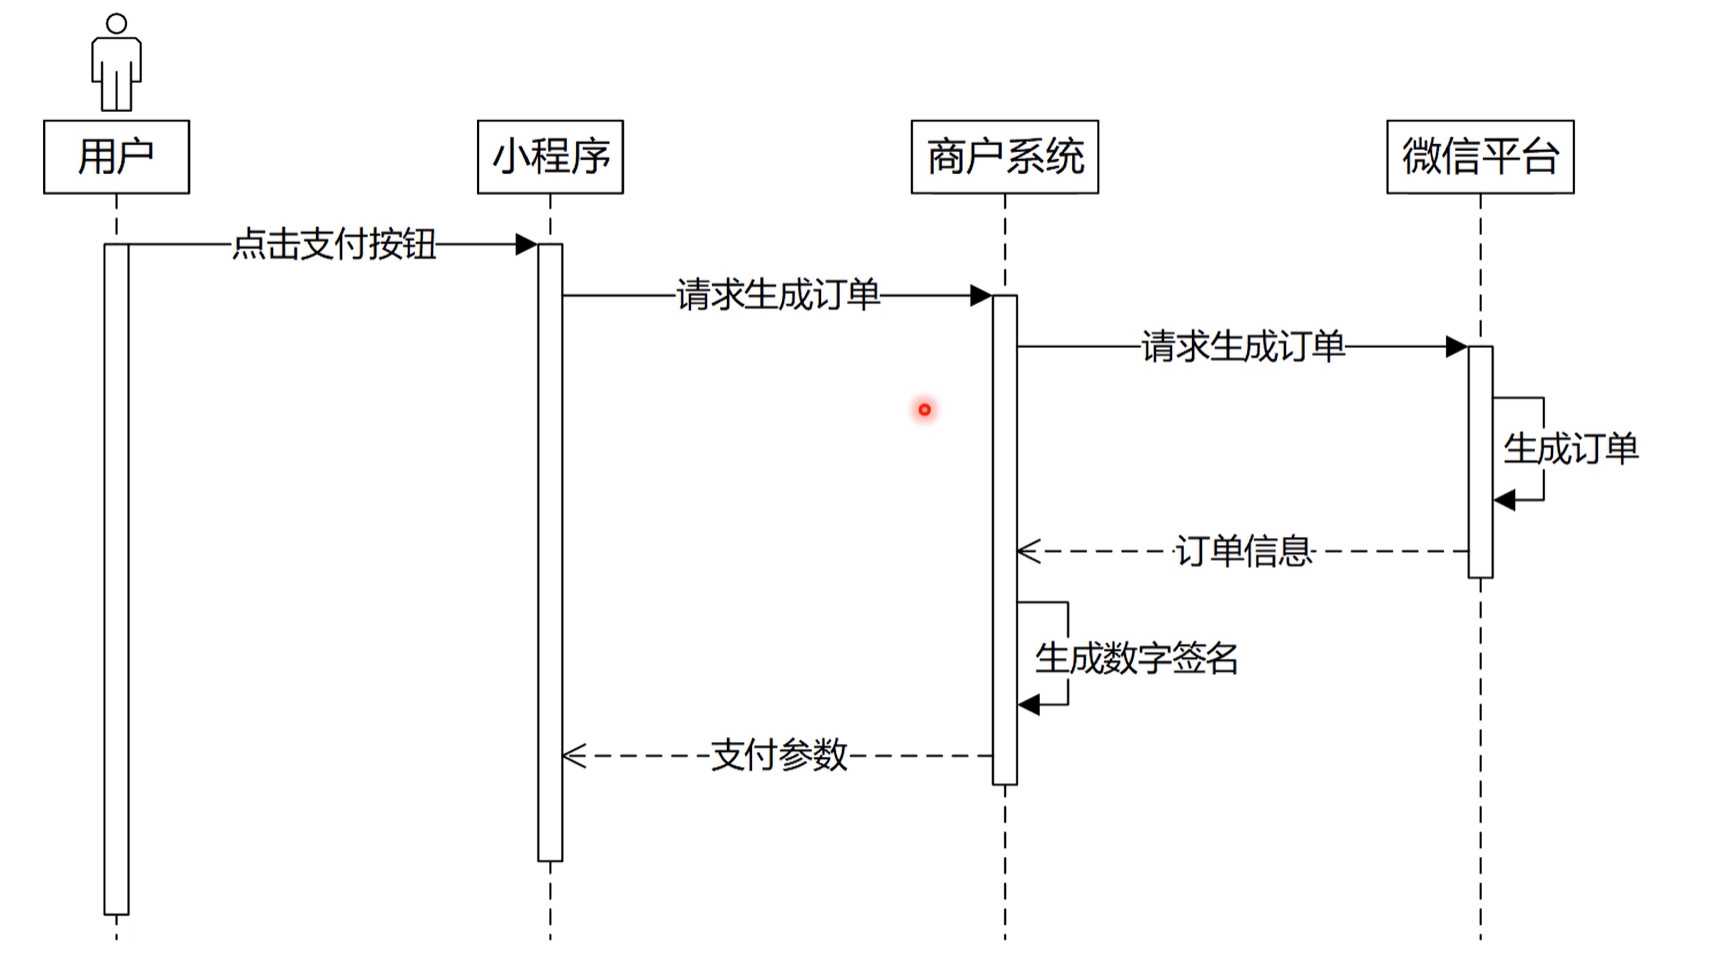 用户
小程序
商户系统
微信平台
点击支付按钮
请求生成订单
请求生成订单
生成订单
订单信息
生成数字签名
支付参数